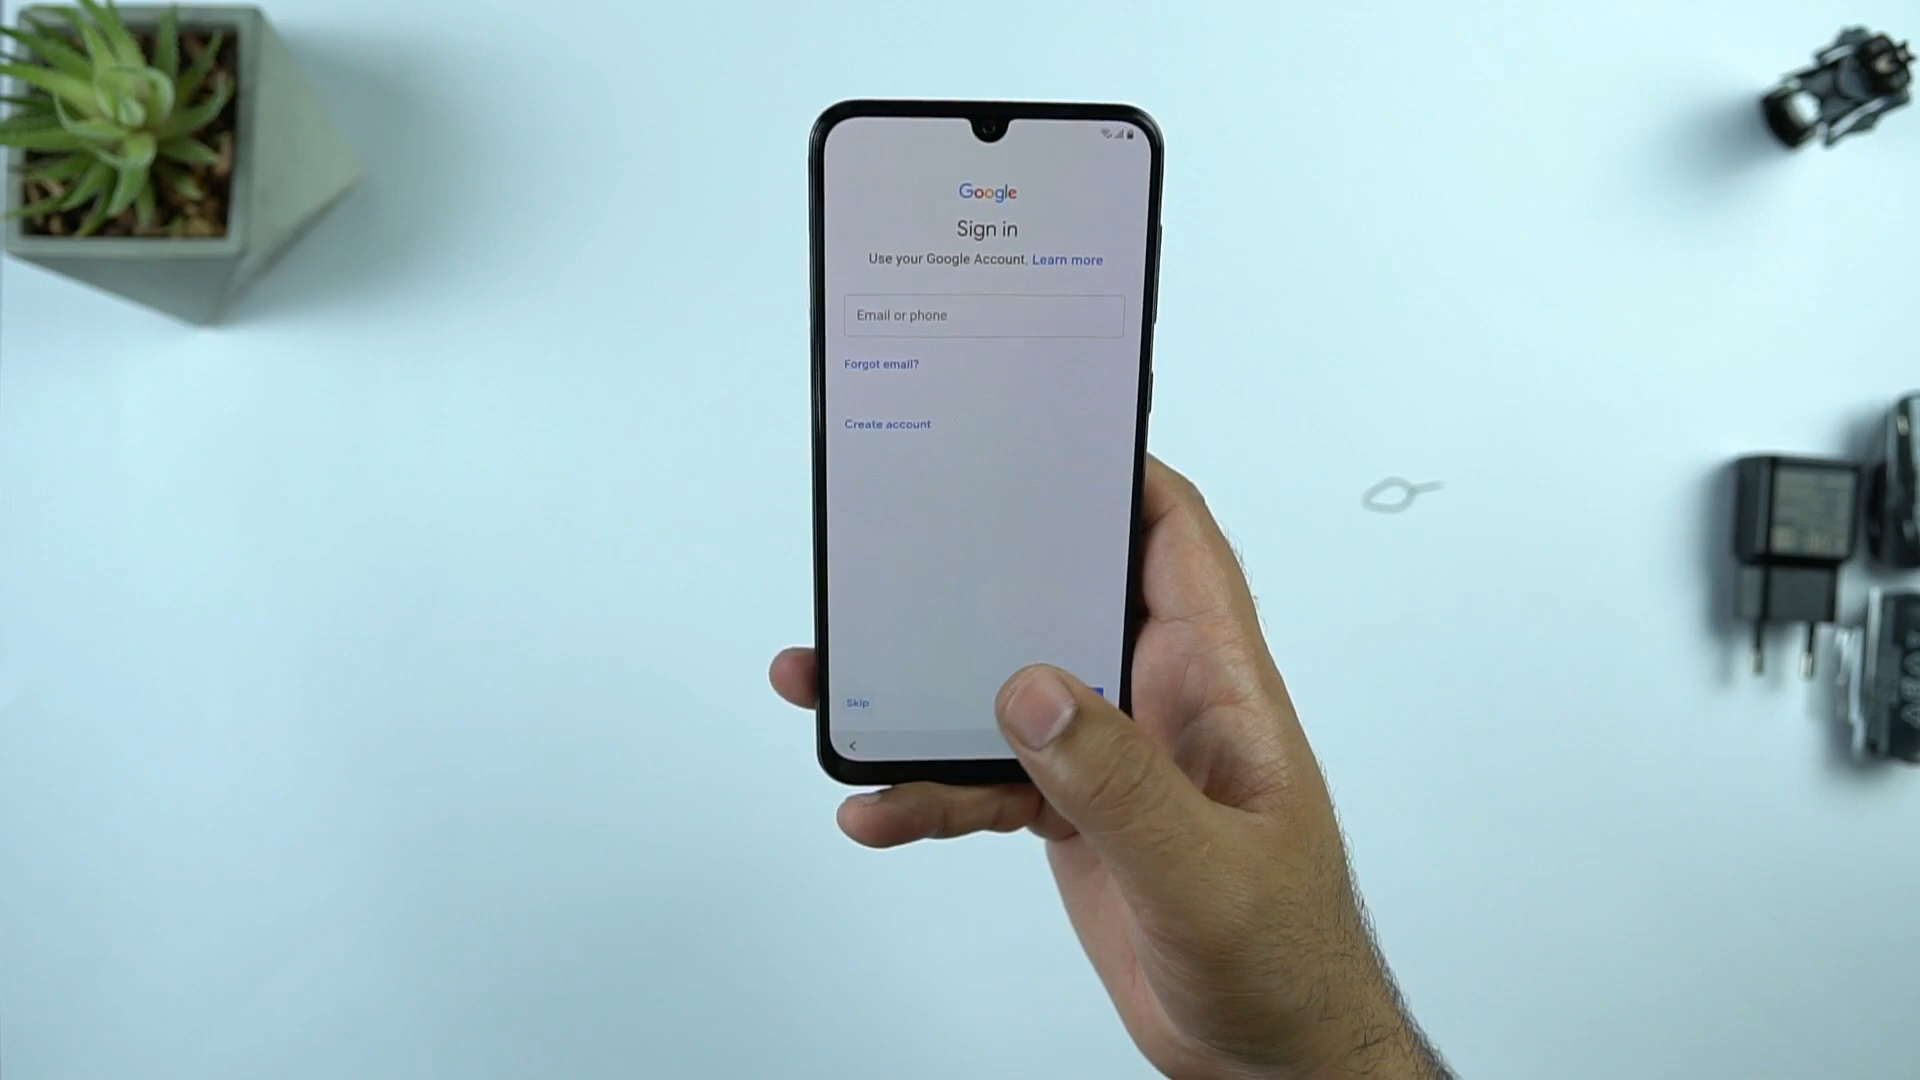 Google
Sign in
Use your Google Account. Learn more
Email or phone
Forgot email?
Create account
Skip